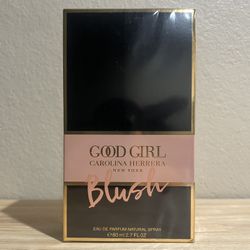 GOOD GIRL
CAROLINA HERRERA
NEW YORK
Blush
EAU DE PARFUM NATURAL SPRAY
℮80 ml 2.7 FL.OZ